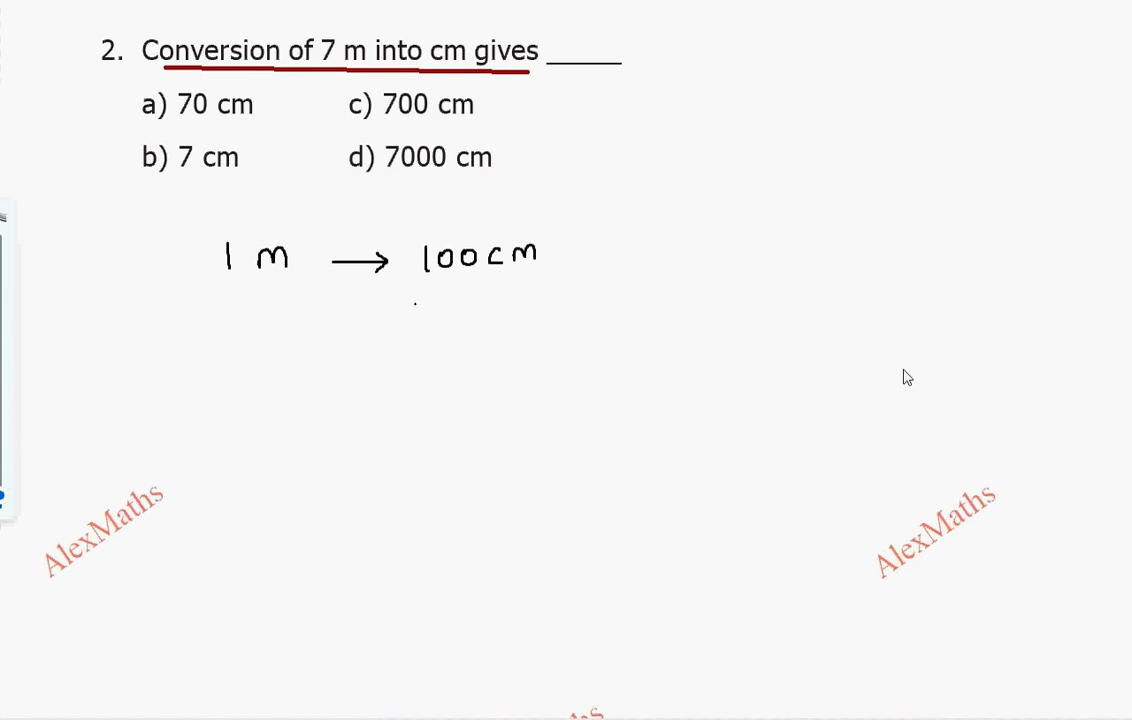 2. Conversion of 7 m into cm gives _____
a) 70 cm c) 700 cm
b) 7 cm d) 7000 cm
1 m → 100 cm
AlexMaths AlexMaths